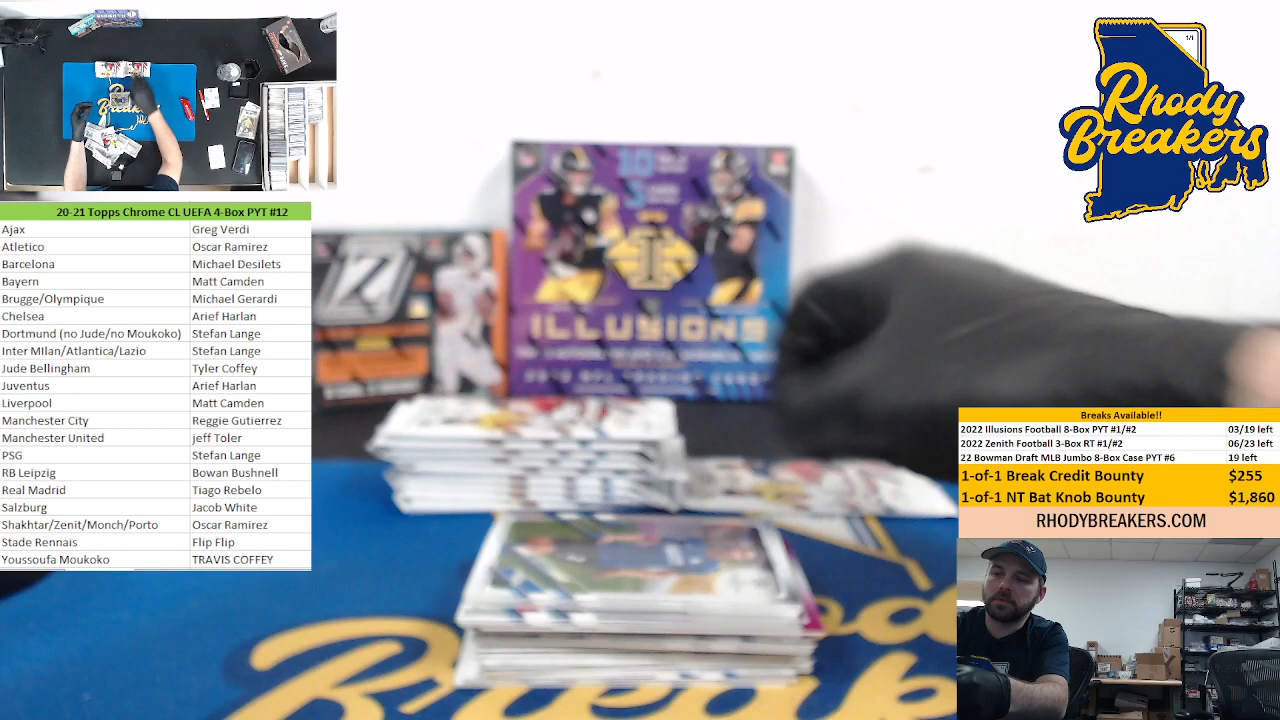 20-21 Topps Chrome CL UEFA 4-Box PYT #12
Ajax Greg Verdi
Atletico Oscar Ramirez
Barcelona Michael Desilets
Bayern Matt Camden
Brugge/Olympique Michael Gerardi
Chelsea Arief Harlan
Dortmund (no Jude/no Moukoko) Stefan Lange
Inter MIlan/Atlantica/Lazio Stefan Lange
Jude Bellingham Tyler Coffey
Juventus Arief Harlan
Liverpool Matt Camden
Manchester City Reggie Gutierrez
Manchester United jeff Toler
PSG Stefan Lange
RB Leipzig Bowan Bushnell
Real Madrid Tiago Rebelo
Salzburg Jacob White
Shakhtar/Zenit/Monch/Porto Oscar Ramirez
Stade Rennais Flip Flip
Youssoufa Moukoko TRAVIS COFFEY
10
3
ILLUSIONS
1/1
Rhody
Breakers
Breaks Available!!
2022 Illusions Football 8-Box PYT #1/#2 03/19 left
2022 Zenith Football 3-Box RT #1/#2 06/23 left
22 Bowman Draft MLB Jumbo 8-Box Case PYT #6 19 left
1-of-1 Break Credit Bounty $255
1-of-1 NT Bat Knob Bounty $1,860
RHODYBREAKERS.COM